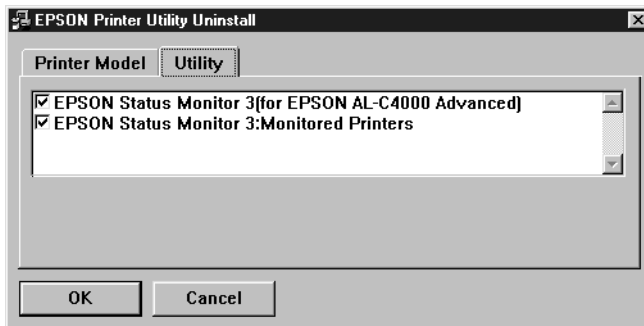 EPSON Printer Utility Uninstall
Printer Model Utility
EPSON Status Monitor 3(for EPSON AL-C4000 Advanced)
EPSON Status Monitor 3:Monitored Printers
OK Cancel